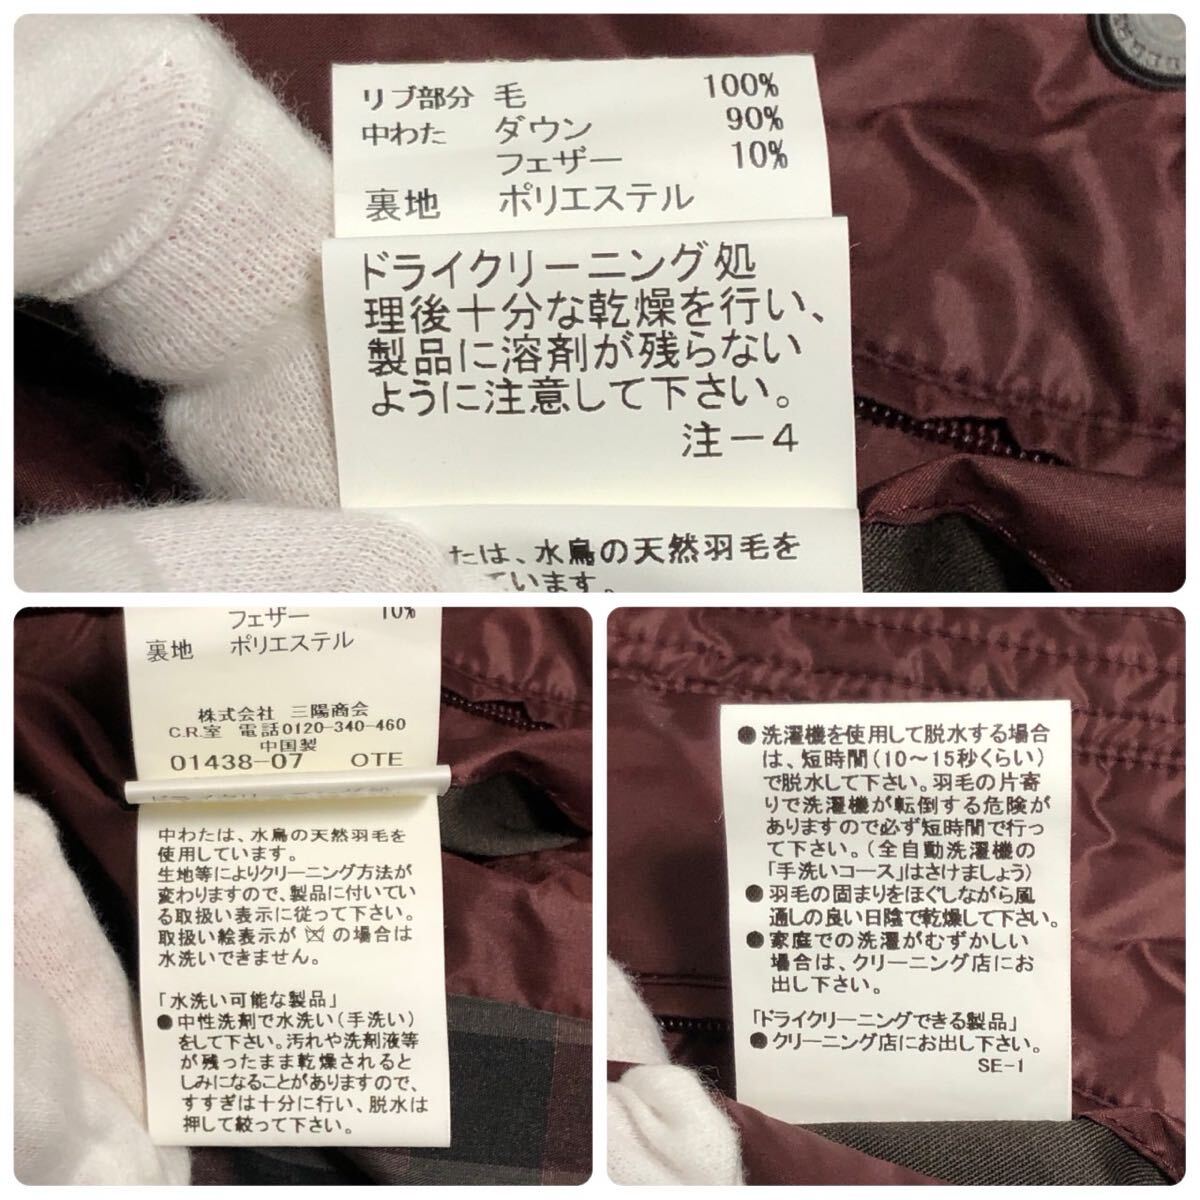 リブ部分 毛 100%
中わた ダウン 90%
フェザー 10%
裏地 ポリエステル
ドライクリーニング処
理後十分な乾燥を行い、
製品に溶剤が残らない
ように注意して下さい。
注－4
たは、水鳥の天然羽毛を
ています。
フェザー 10%
裏地 ポリエステル
株式会社 三陽商会
C.R.室 電話0120-340-460
中国製
01438-07 OTE
ドライクリーニング処
中わたは、水鳥の天然羽毛を
使用しています。
生地等によりクリーニング方法が
変わりますので、製品に付いてい
る取扱い表示に従って下さい。
取扱い絵表示が の場合は
水洗いできません。
「水洗い可能な製品」
●中性洗剤で水洗い(手洗い)
をして下さい。汚れや洗剤液等
が残ったまま乾燥されると
しみになることがありますので、
すすぎは十分に行い、脱水は
押して絞って下さい。
●洗濯機を使用して脱水する場合
は、短時間(10～15秒くらい)
で脱水して下さい。羽毛の片寄
りで洗濯機が転倒する危険が
ありますので必ず短時間で行っ
て下さい。(全自動洗濯機の
「手洗いコース」はさけましょう)
●羽毛の固まりをほぐしながら風
通しの良い日陰で乾燥して下さい。
●家庭での洗濯がむずかしい
場合は、クリーニング店にお
出し下さい。
「ドライクリーニングできる製品」
●クリーニング店にお出し下さい。
SE-1